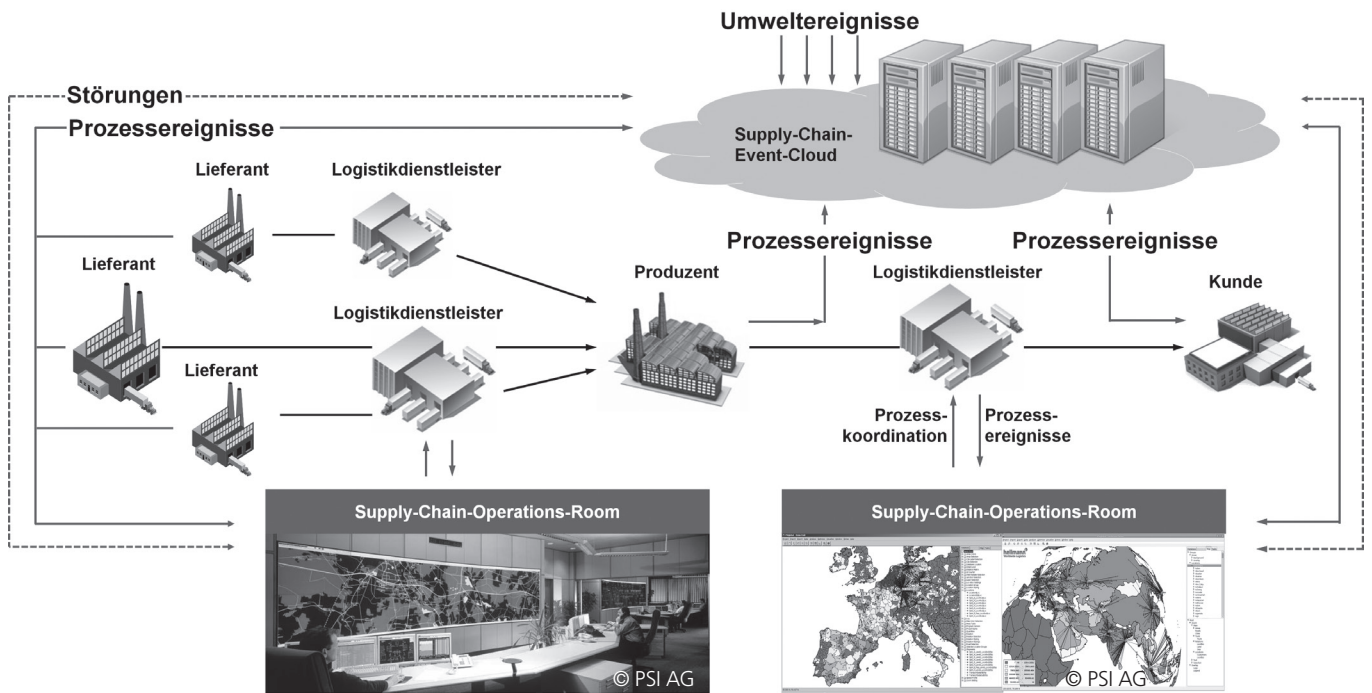 Umweltereignisse
Störungen
Prozessereignisse
Supply-Chain-
Event-Cloud
Lieferant
Logistikdienstleister
Lieferant
Logistikdienstleister
Lieferant
Produzent
Prozessereignisse
Prozessereignisse
Logistikdienstleister
Kunde
Prozess-
koordination
Prozess-
ereignisse
Supply-Chain-Operations-Room
© PSI AG
Supply-Chain-Operations-Room
hellmann
© PSI AG